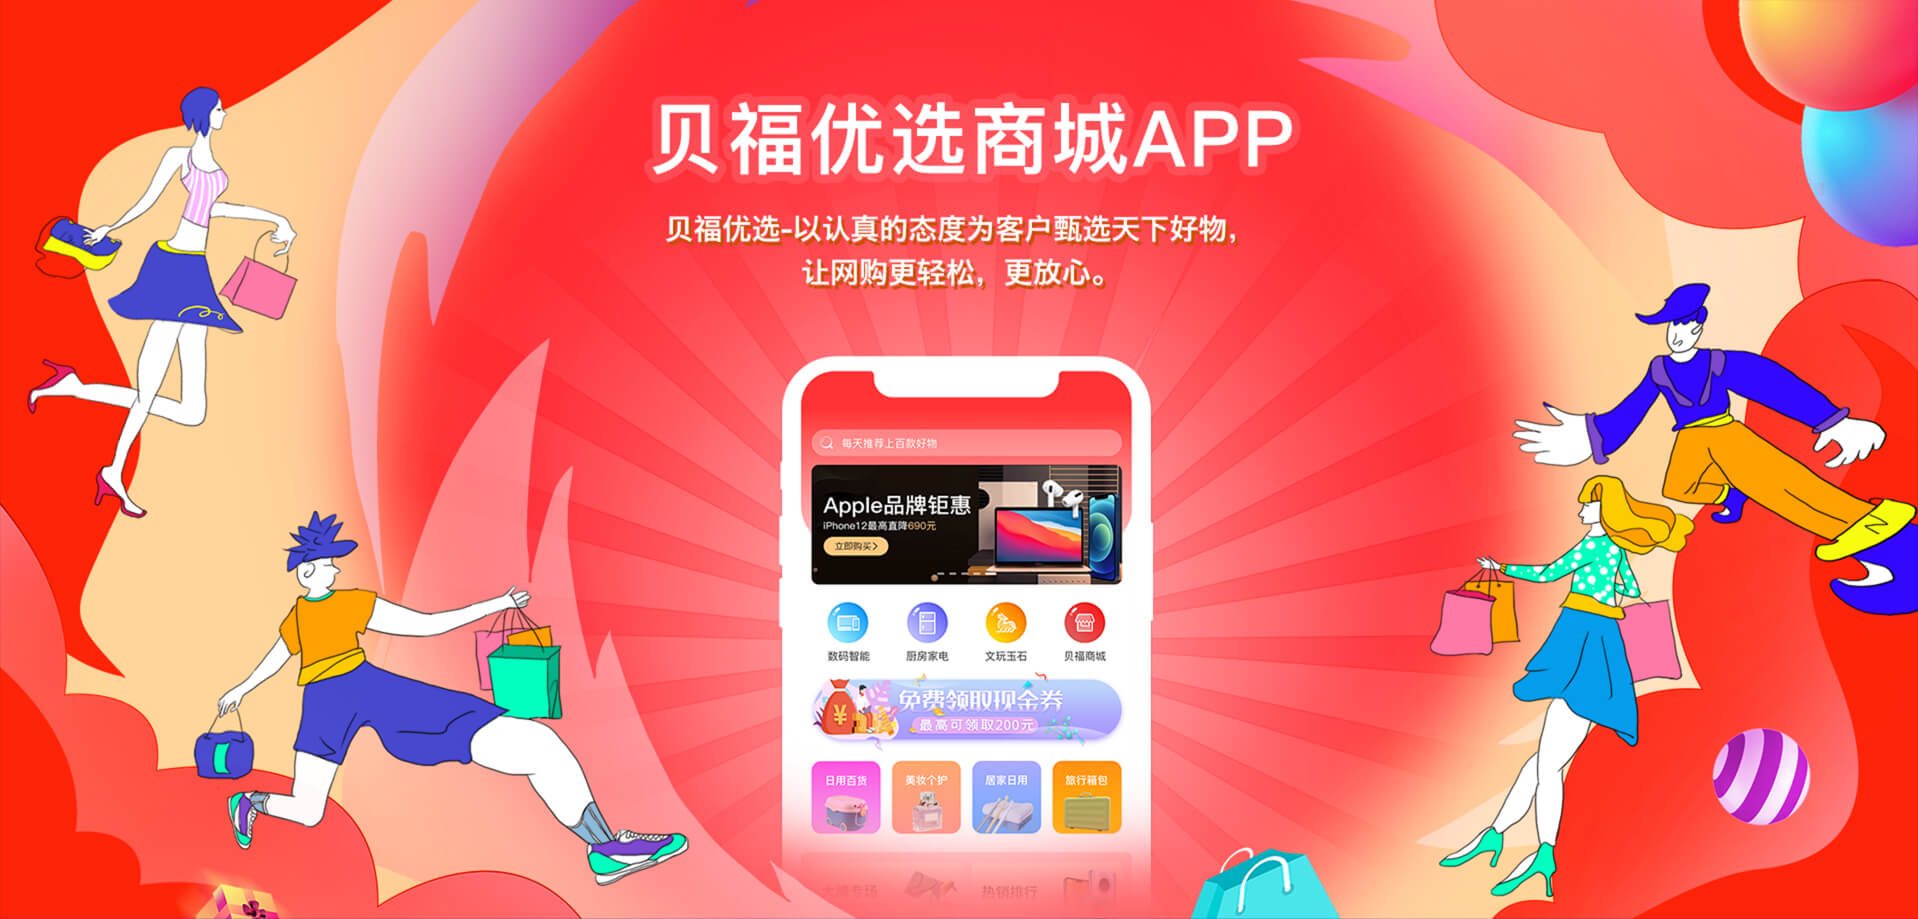 贝福优选商城APP
贝福优选-以认真的态度为客户甄选天下好物，
让网购更轻松，更放心。
每天推荐上百款好物
Apple品牌钜惠
iPhone12最高直降690元
立即购买>
数码智能 厨房家电 文玩玉石 贝福商城
免费领取现金券
最高可领取200元
日用百货 美妆个护 居家日用 旅行箱包
大牌专场 热销排行